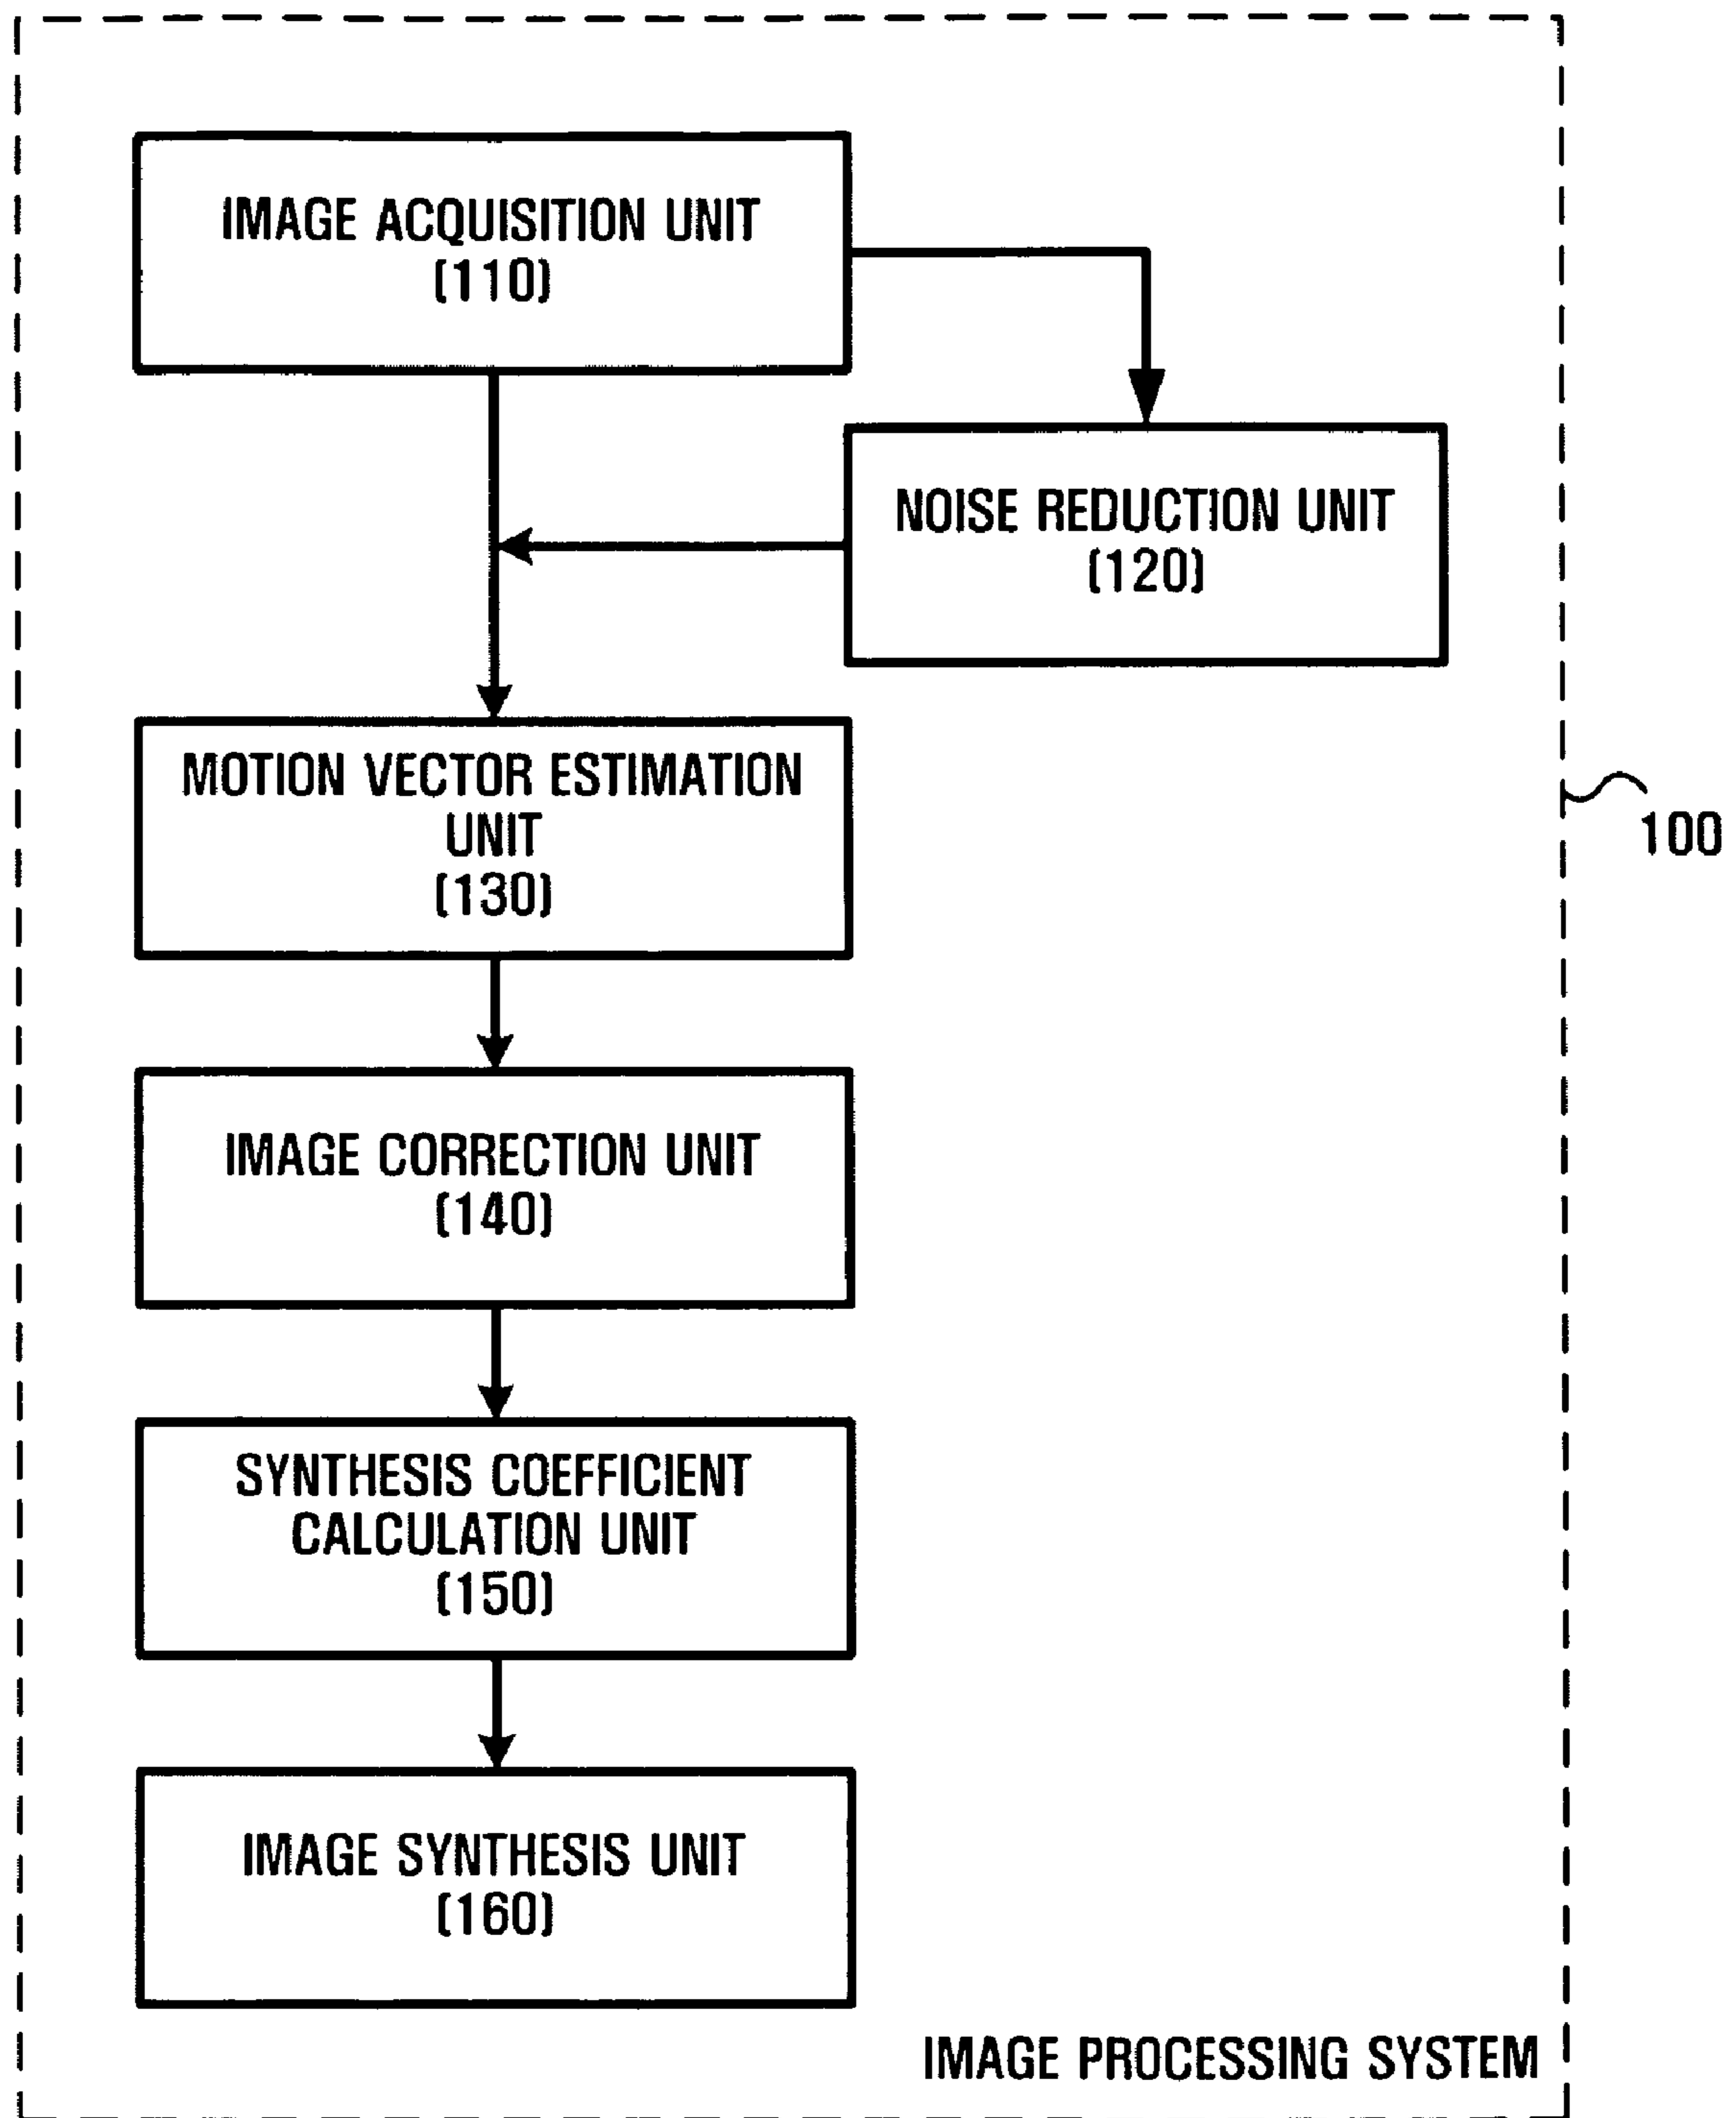 IMAGE ACQUISITION UNIT
(110)
NOISE REDUCTION UNIT
(120)
MOTION VECTOR ESTIMATION
UNIT
(130)
100
IMAGE CORRECTION UNIT
(140)
SYNTHESIS COEFFICIENT
CALCULATION UNIT
(150)
IMAGE SYNTHESIS UNIT
(160)
IMAGE PROCESSING SYSTEM